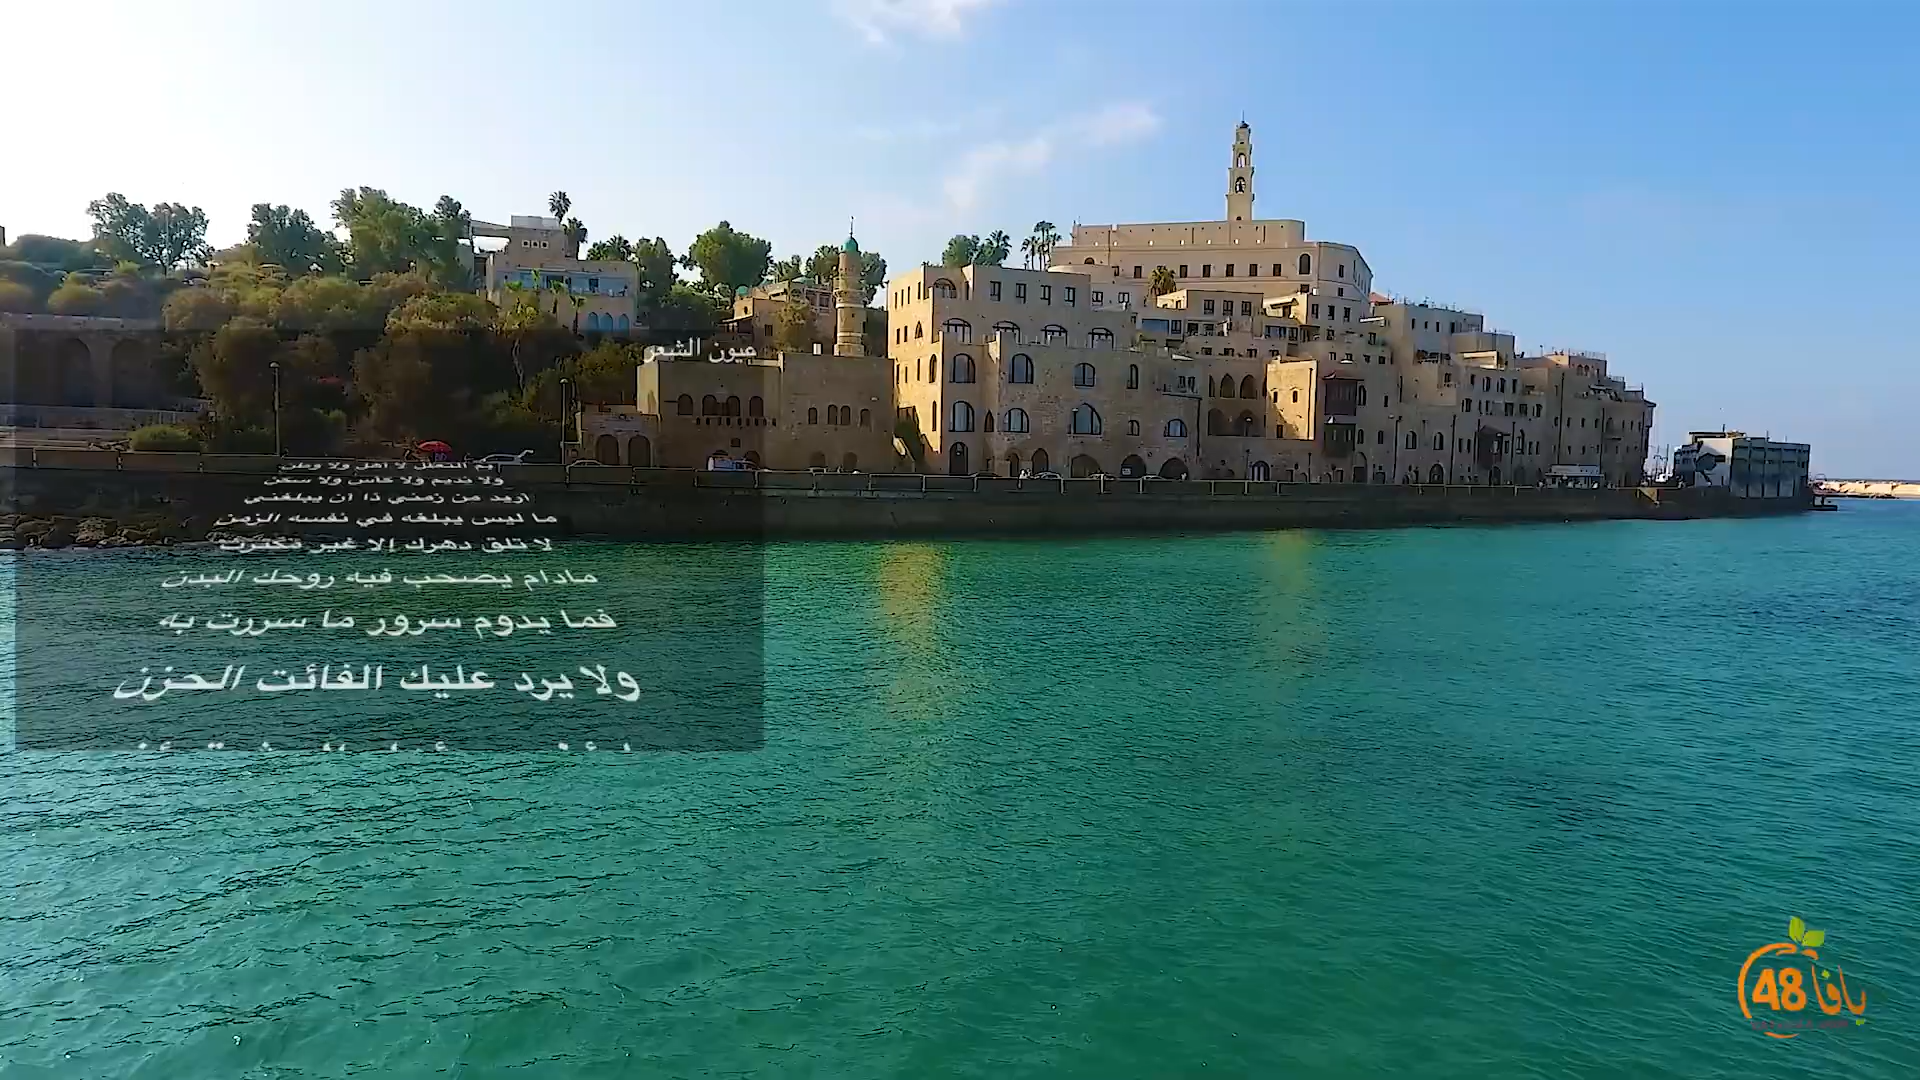 عيون الشعر
بم التعلل لا أهل ولا وطن
ولا نديم ولا كاس ولا سكن
اريد من زمني ذا ان يبلغني
ما ليس يبلغه في نفسه الزمن
لا تلق دهرك إلا غير مكترث
مادام يصحب فيه روحك البدن
فما يدوم سرور ما سررت به
ولا يرد عليك الفائت الحزن
يافا 48